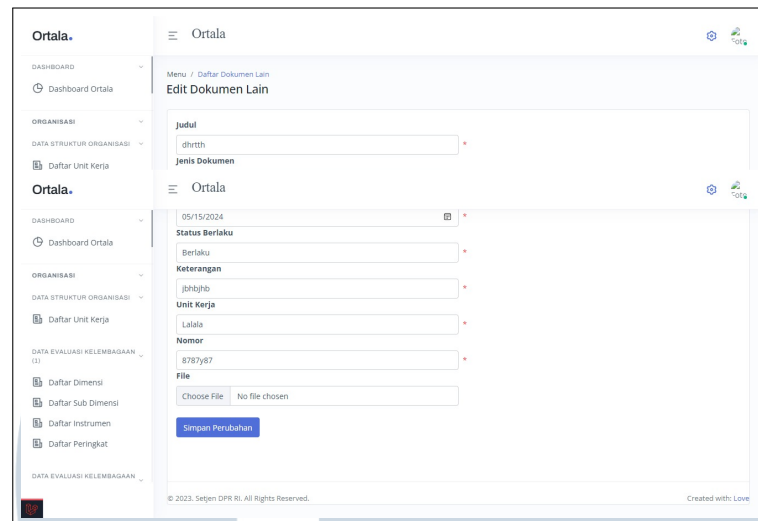 Ortala.
Ortala
Foto
DASHBOARD
Dashboard Ortala
Menu / Daftar Dokumen Lain
Edit Dokumen Lain
ORGANISASI
DATA STRUKTUR ORGANISASI
Daftar Unit Kerja
Judul
dhrtth
*
Jenis Dokumen
Ortala.
Ortala
Foto
DASHBOARD
Dashboard Ortala
ORGANISASI
DATA STRUKTUR ORGANISASI
Daftar Unit Kerja
DATA EVALUASI KELEMBAGAAN
(1)
Daftar Dimensi
Daftar Sub Dimensi
Daftar Instrumen
Daftar Peringkat
DATA EVALUASI KELEMBAGAAN
05/15/2024
*
Status Berlaku
Berlaku
*
Keterangan
jbhbjhb
*
Unit Kerja
Lalala
*
Nomor
8787y87
*
File
Choose File No file chosen
Simpan Perubahan
© 2023. Setjen DPR RI. All Rights Reserved.
Created with: Love